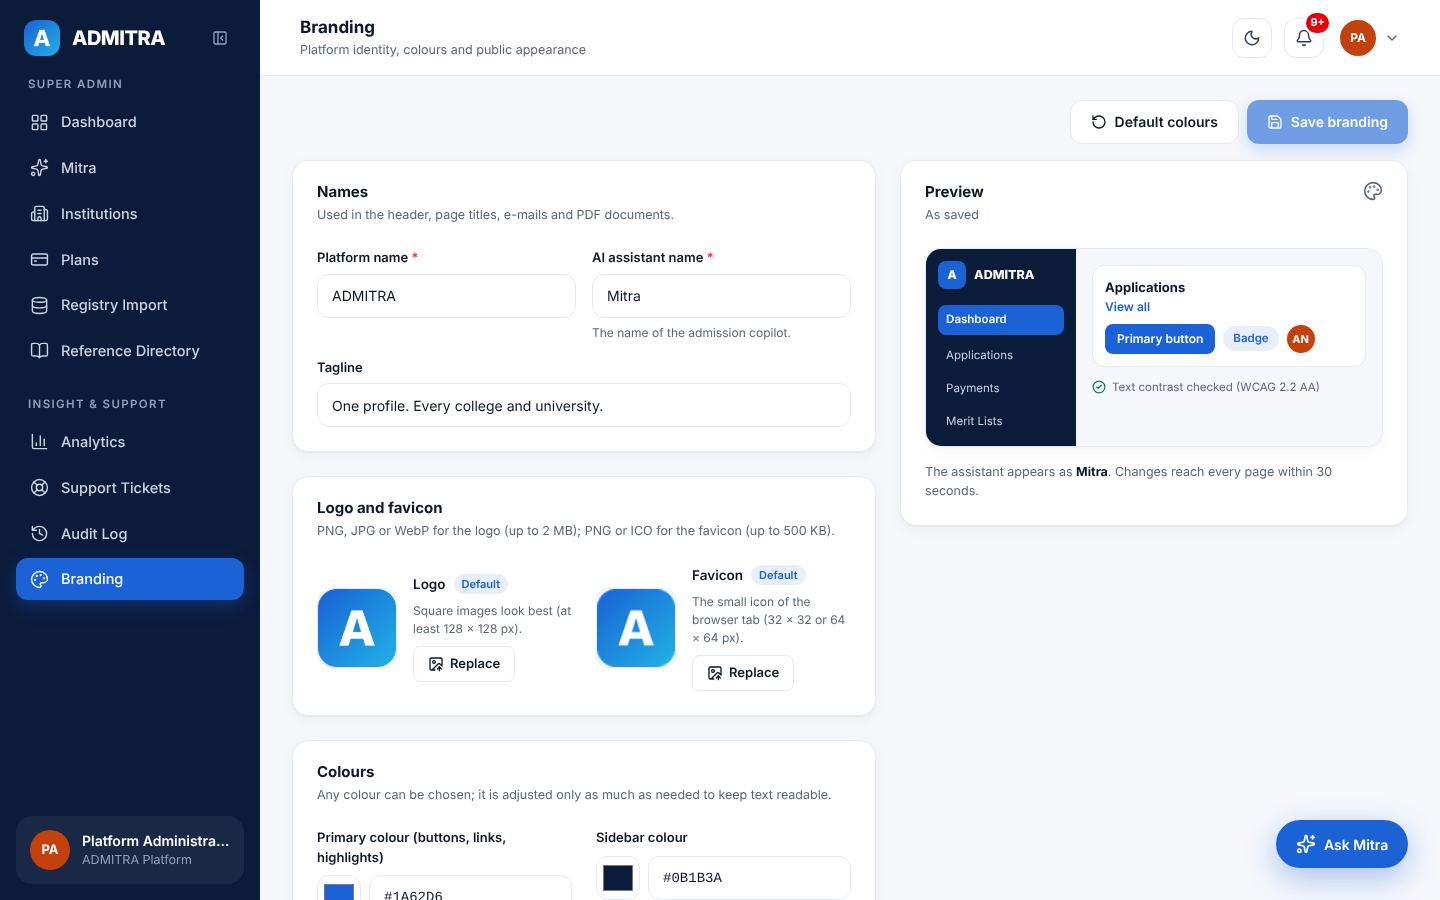 A ADMITRA
SUPER ADMIN
Dashboard
Mitra
Institutions
Plans
Registry Import
Reference Directory
INSIGHT & SUPPORT
Analytics
Support Tickets
Audit Log
Branding
PA
Platform Administra...
ADMITRA Platform
Branding
Platform identity, colours and public appearance
9+
PA
Default colours
Save branding
Names
Used in the header, page titles, e-mails and PDF documents.
Platform name *
ADMITRA
AI assistant name *
Mitra
The name of the admission copilot.
Tagline
One profile. Every college and university.
Logo and favicon
PNG, JPG or WebP for the logo (up to 2 MB); PNG or ICO for the favicon (up to 500 KB).
A
Logo Default
Square images look best (at
least 128 × 128 px).
Replace
A
Favicon Default
The small icon of the
browser tab (32 × 32 or 64
× 64 px).
Replace
Colours
Any colour can be chosen; it is adjusted only as much as needed to keep text readable.
Primary colour (buttons, links,
highlights)
#1A62D6
Sidebar colour
#0B1B3A
Preview
As saved
A ADMITRA
Dashboard
Applications
Payments
Merit Lists
Applications
View all
Primary button Badge AN
Text contrast checked (WCAG 2.2 AA)
The assistant appears as Mitra. Changes reach every page within 30
seconds.
Ask Mitra